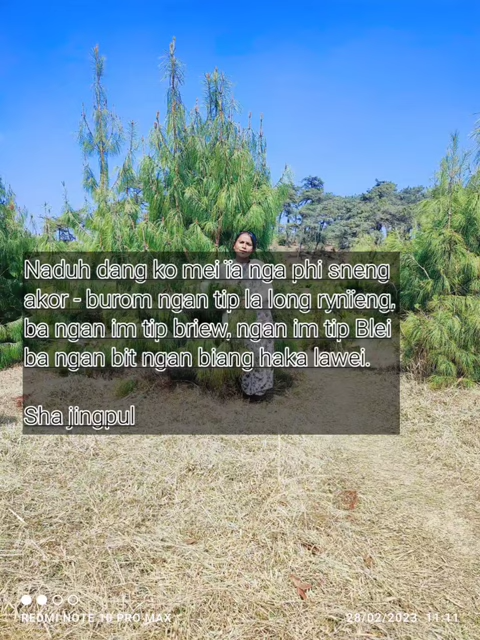 Naduh dang ko mei ïa nga phi sneng
akor - burom ngan tip la long rynïeng,
ba ngan im tip briew, ngan im tip Blei
ba ngan bit ngan biang haka lawei.
Sha jingpul
REDMI NOTE 10 PRO MAX
28/02/2023 11:11